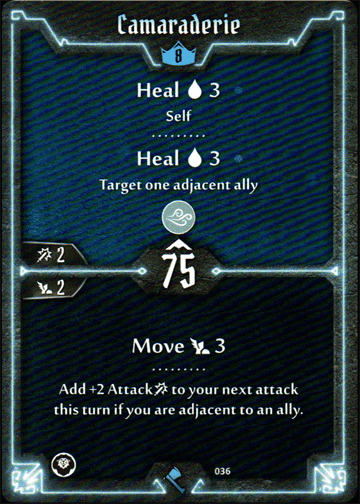 Camaraderie
8
Heal 3
Self
Heal 3
Target one adjacent ally
2
75
2
Move 3
Add +2 Attack to your next attack
this turn if you are adjacent to an ally.
036